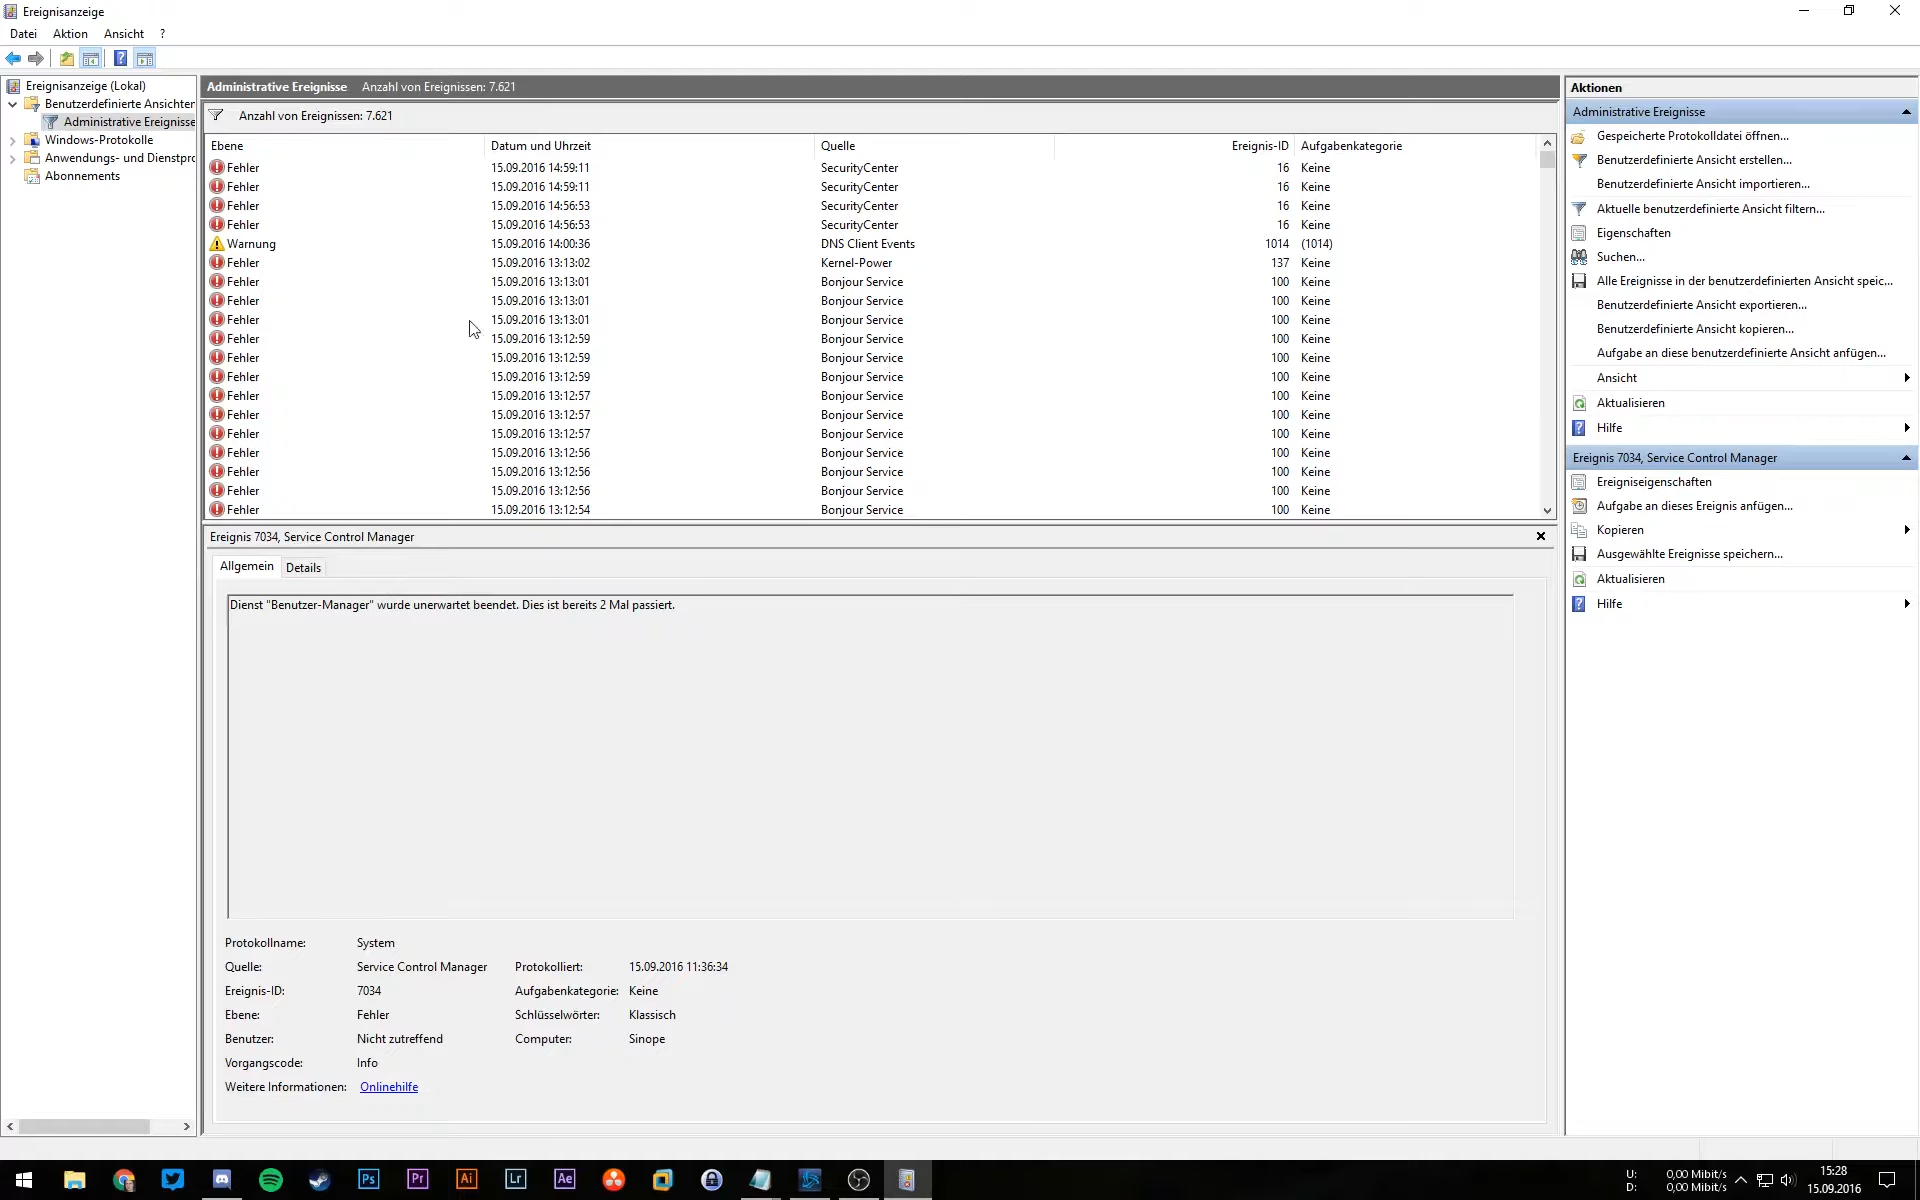 Ereignisanzeige
Datei Aktion Ansicht ?
Ereignisanzeige (Lokal)
Benutzerdefinierte Ansichten
Administrative Ereignisse
Windows-Protokolle
Anwendungs- und Dienstpro
Abonnements
Administrative Ereignisse Anzahl von Ereignissen: 7.621
Anzahl von Ereignissen: 7.621
Ebene Datum und Uhrzeit Quelle Ereignis-ID Aufgabenkategorie
Fehler 15.09.2016 14:59:11 SecurityCenter 16 Keine
Fehler 15.09.2016 14:59:11 SecurityCenter 16 Keine
Fehler 15.09.2016 14:56:53 SecurityCenter 16 Keine
Fehler 15.09.2016 14:56:53 SecurityCenter 16 Keine
Warnung 15.09.2016 14:00:36 DNS Client Events 1014 (1014)
Fehler 15.09.2016 13:13:02 Kernel-Power 137 Keine
Fehler 15.09.2016 13:13:01 Bonjour Service 100 Keine
Fehler 15.09.2016 13:13:01 Bonjour Service 100 Keine
Fehler 15.09.2016 13:13:01 Bonjour Service 100 Keine
Fehler 15.09.2016 13:12:59 Bonjour Service 100 Keine
Fehler 15.09.2016 13:12:59 Bonjour Service 100 Keine
Fehler 15.09.2016 13:12:59 Bonjour Service 100 Keine
Fehler 15.09.2016 13:12:57 Bonjour Service 100 Keine
Fehler 15.09.2016 13:12:57 Bonjour Service 100 Keine
Fehler 15.09.2016 13:12:57 Bonjour Service 100 Keine
Fehler 15.09.2016 13:12:56 Bonjour Service 100 Keine
Fehler 15.09.2016 13:12:56 Bonjour Service 100 Keine
Fehler 15.09.2016 13:12:56 Bonjour Service 100 Keine
Fehler 15.09.2016 13:12:54 Bonjour Service 100 Keine
Ereignis 7034, Service Control Manager
Allgemein Details
Dienst "Benutzer-Manager" wurde unerwartet beendet. Dies ist bereits 2 Mal passiert.
Protokollname: System
Quelle: Service Control Manager Protokolliert: 15.09.2016 11:36:34
Ereignis-ID: 7034 Aufgabenkategorie: Keine
Ebene: Fehler Schlüsselwörter: Klassisch
Benutzer: Nicht zutreffend Computer: Sinope
Vorgangscode: Info
Weitere Informationen: Onlinehilfe
Aktionen
Administrative Ereignisse
Gespeicherte Protokolldatei öffnen...
Benutzerdefinierte Ansicht erstellen...
Benutzerdefinierte Ansicht importieren...
Aktuelle benutzerdefinierte Ansicht filtern...
Eigenschaften
Suchen...
Alle Ereignisse in der benutzerdefinierten Ansicht speic...
Benutzerdefinierte Ansicht exportieren...
Benutzerdefinierte Ansicht kopieren...
Aufgabe an diese benutzerdefinierte Ansicht anfügen...
Ansicht
Aktualisieren
Hilfe
Ereignis 7034, Service Control Manager
Ereigniseigenschaften
Aufgabe an dieses Ereignis anfügen...
Kopieren
Ausgewählte Ereignisse speichern...
Aktualisieren
Hilfe
Ps Pr Ai Lr Ae
U: 0,00 Mibit/s
D: 0,00 Mibit/s
15:28
15.09.2016